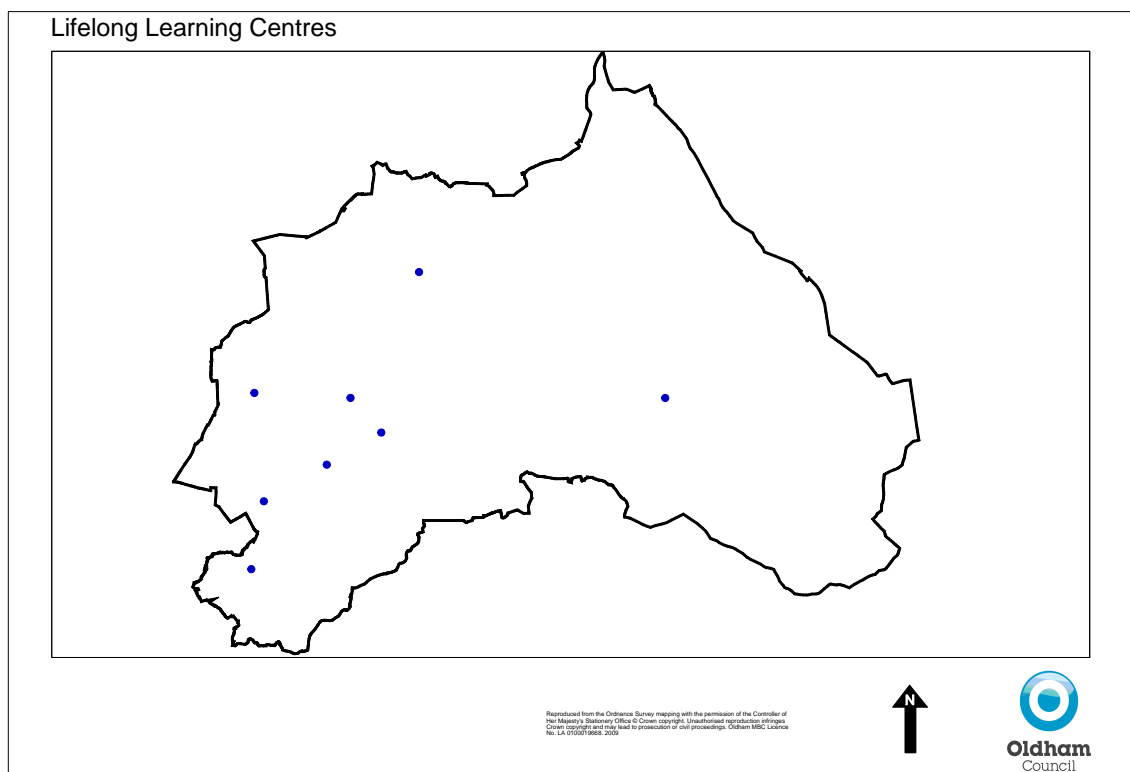 Lifelong Learning Centres
Reproduced from the Ordnance Survey mapping with the permission of the Controller of
Her Majesty's Stationery Office © Crown copyright. Unauthorised reproduction infringes
Crown copyright and may lead to prosecution or civil proceedings. Oldham MBC Licence
No. LA 0100019668. 2009
N
Oldham
Council